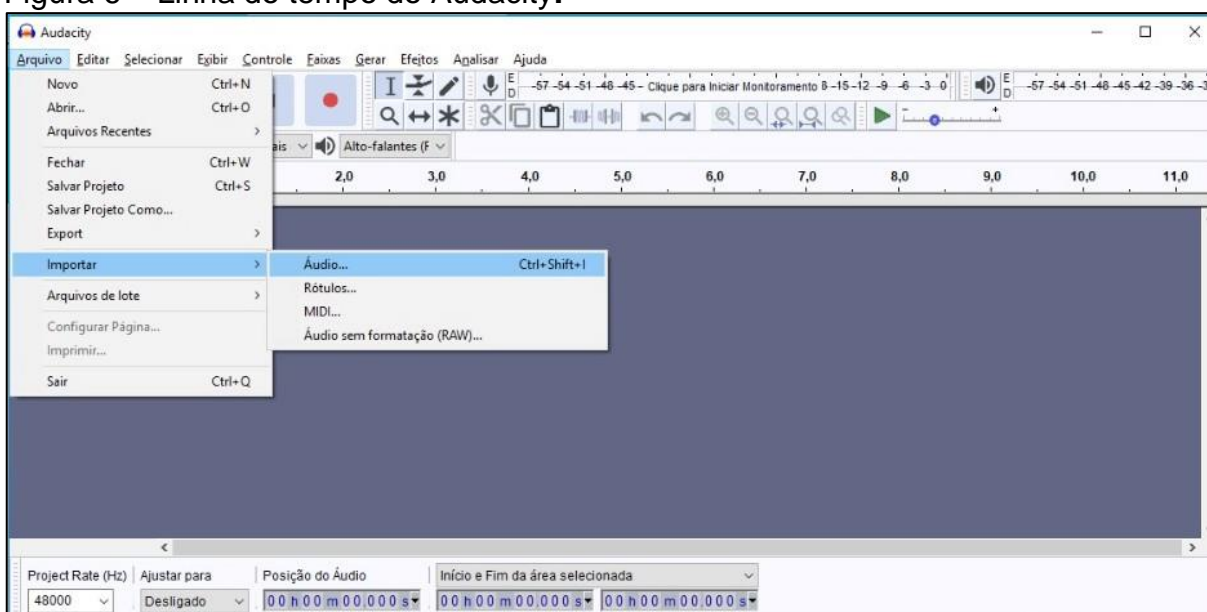 Audacity
Arquivo Editar Selecionar Exibir Controle Faixas Gerar Efeitos Analisar Ajuda
Novo Ctrl+N
Abrir... Ctrl+O
Arquivos Recentes
Fechar Ctrl+W
Salvar Projeto Ctrl+S
Salvar Projeto Como...
Export
Importar
Arquivos de lote
Configurar Página...
Imprimir...
Sair Ctrl+Q
Áudio... Ctrl+Shift+I
Rótulos...
MIDI...
Áudio sem formatação (RAW)...
E D -57 -54 -51 -48 -45 - Clique para Iniciar Monitoramento -15 -12 -9 -6 -3 0
E D -57 -54 -51 -48 -45 -42 -39 -36
Alto-falantes (F
2,0 3,0 4,0 5,0 6,0 7,0 8,0 9,0 10,0 11,0
Project Rate (Hz) Ajustar para Posição do Áudio Início e Fim da área selecionada
48000 Desligado 00 h 00 m 00,000 s 00 h 00 m 00,000 s 00 h 00 m 00,000 s